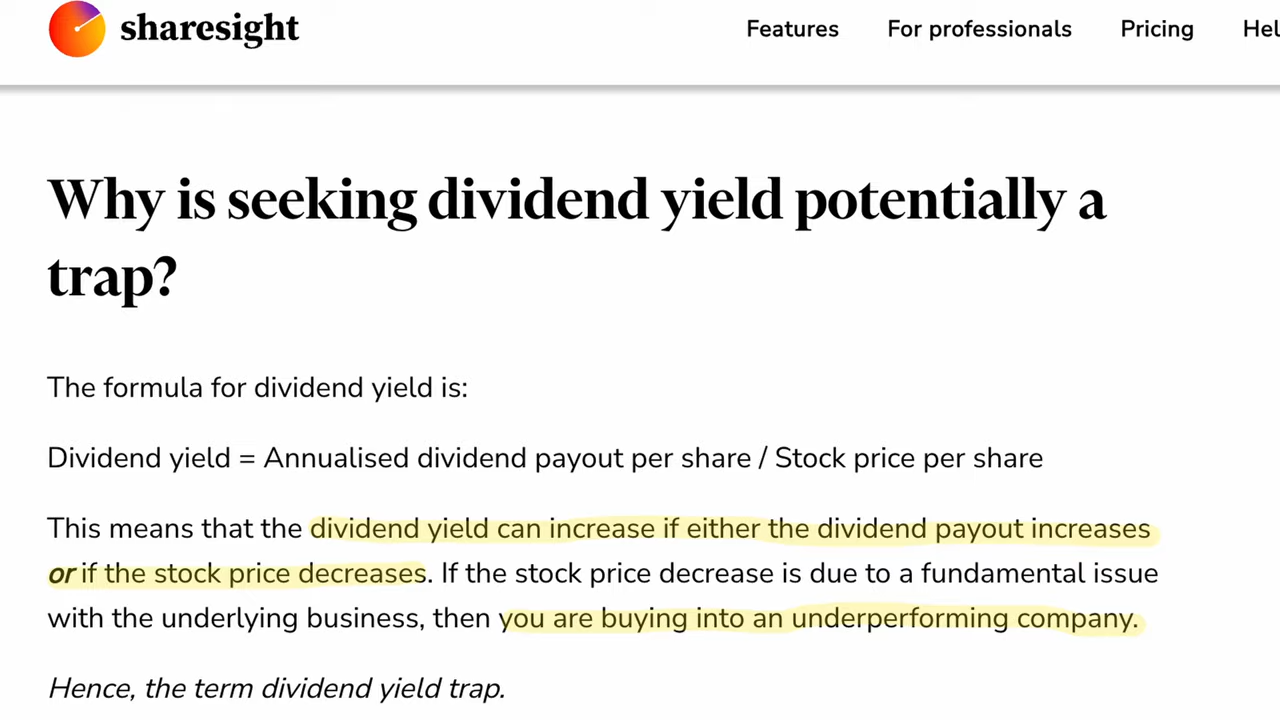 sharesight
Features For professionals Pricing Hel
Why is seeking dividend yield potentially a
trap?
The formula for dividend yield is:
Dividend yield = Annualised dividend payout per share / Stock price per share
This means that the dividend yield can increase if either the dividend payout increases
or if the stock price decreases. If the stock price decrease is due to a fundamental issue
with the underlying business, then you are buying into an underperforming company.
Hence, the term dividend yield trap.